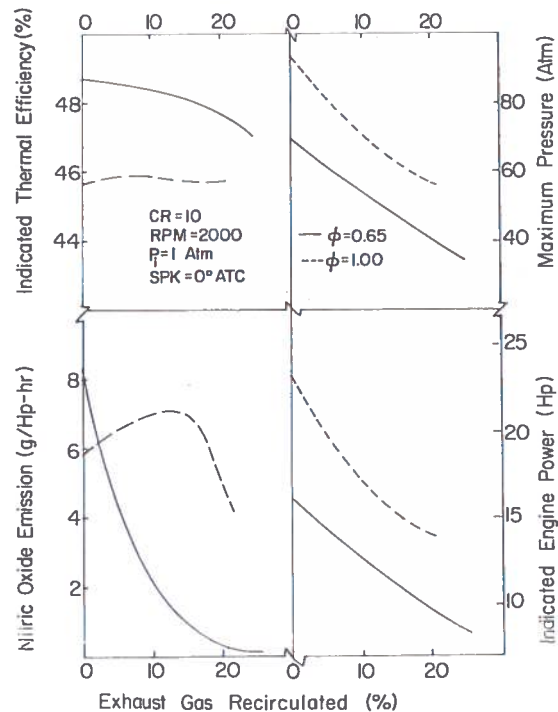 0 10 20 0 10 20
Indicated Thermal Efficiency (%)
48
46
44
CR=10
RPM=2000
Pi=1 Atm
SPK=0° ATC
80
60
40
Maximum Pressure (Atm)
— ϕ=0.65
---- ϕ=1.00
Nitric Oxide Emission (g/Hp-hr)
8
6
4
2
25
20
15
10
Indicated Engine Power (Hp)
0 10 20 0 10 20
Exhaust Gas Recirculated (%)